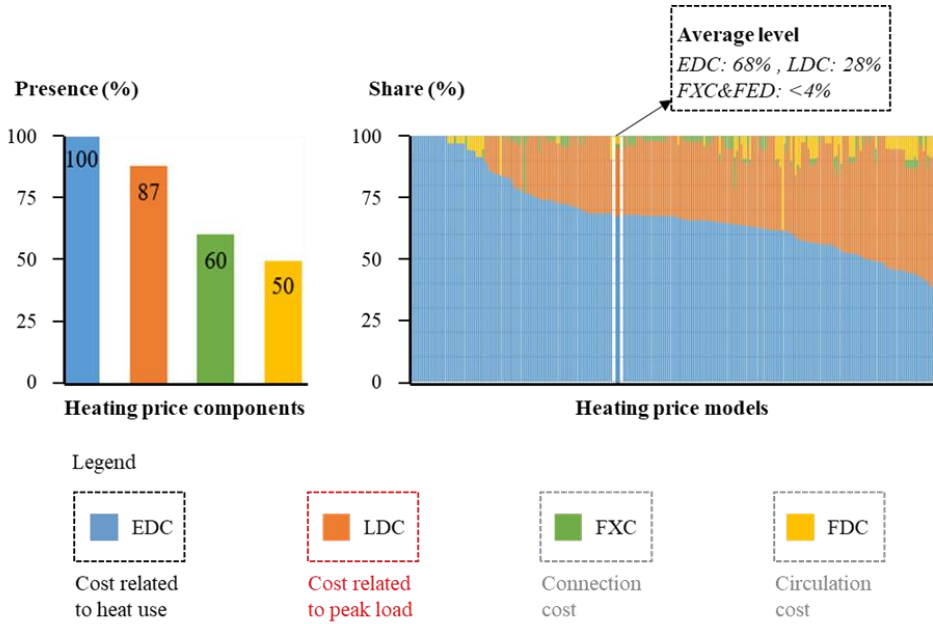 Average level
EDC: 68% , LDC: 28%
FXC&FED: <4%
Presence (%)
Share (%)
100
75
50
25
0
100
87
60
50
Heating price components
100
75
50
25
0
Heating price models
Legend
EDC
LDC
FXC
FDC
Cost related
to heat use
Cost related
to peak load
Connection
cost
Circulation
cost